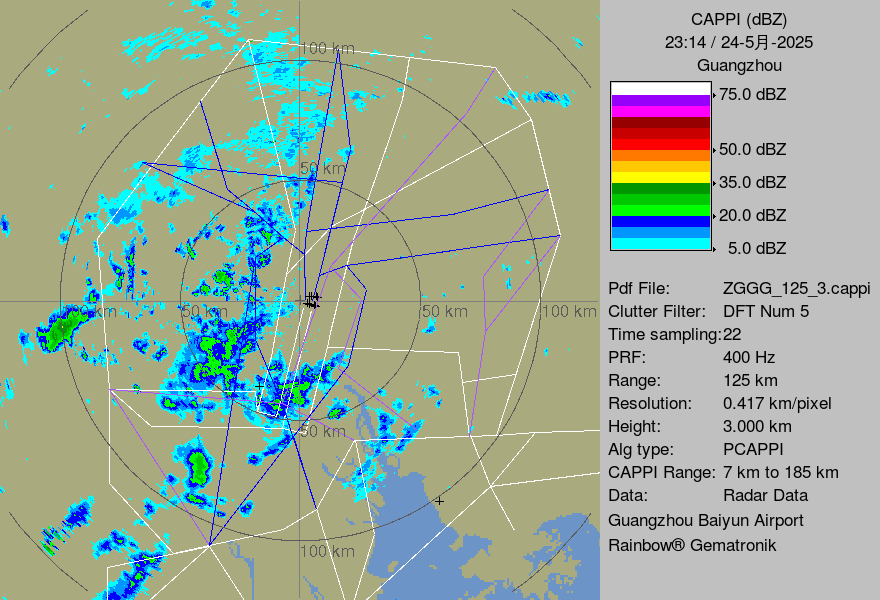 CAPPI (dBZ)
23:14 / 24-5月-2025
Guangzhou
75.0 dBZ
50.0 dBZ
35.0 dBZ
20.0 dBZ
5.0 dBZ
Pdf File: ZGGG_125_3.cappi
Clutter Filter: DFT Num 5
Time sampling:22
PRF: 400 Hz
Range: 125 km
Resolution: 0.417 km/pixel
Height: 3.000 km
Alg type: PCAPPI
CAPPI Range: 7 km to 185 km
Data: Radar Data
Guangzhou Baiyun Airport
Rainbow® Gematronik
100 km
50 km
km
50 km
50 km
100 km
50 km
100 km